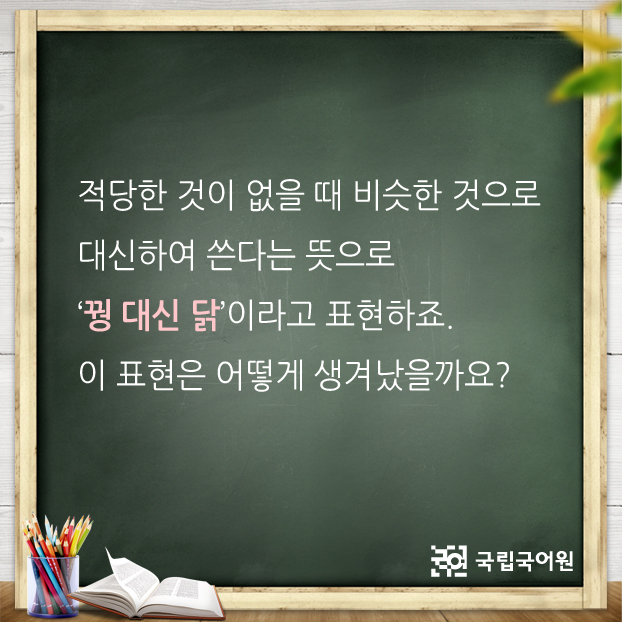 적당한 것이 없을 때 비슷한 것으로
대신하여 쓴다는 뜻으로
‘꿩 대신 닭’이라고 표현하죠.
이 표현은 어떻게 생겨났을까요?
국립국어원